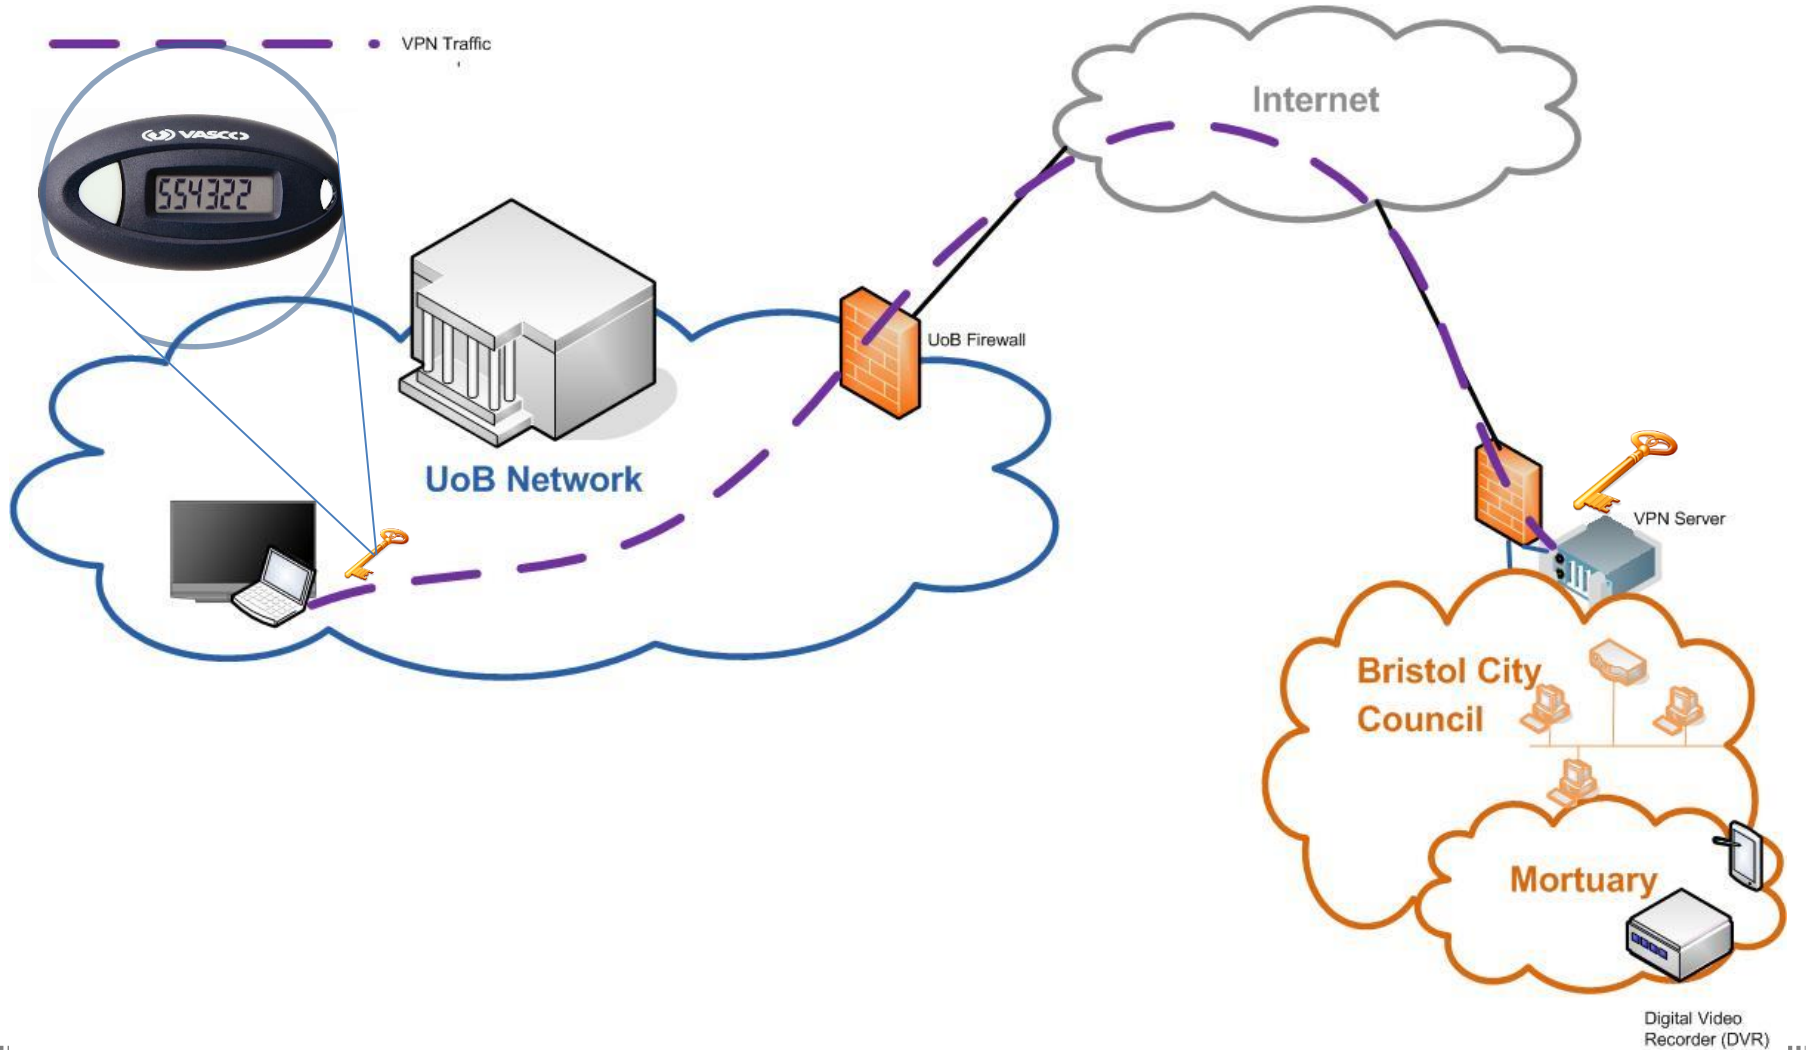 VPN Traffic
VASCO
554322
Internet
UoB Firewall
UoB Network
VPN Server
Bristol City
Council
Mortuary
Digital Video
Recorder (DVR)